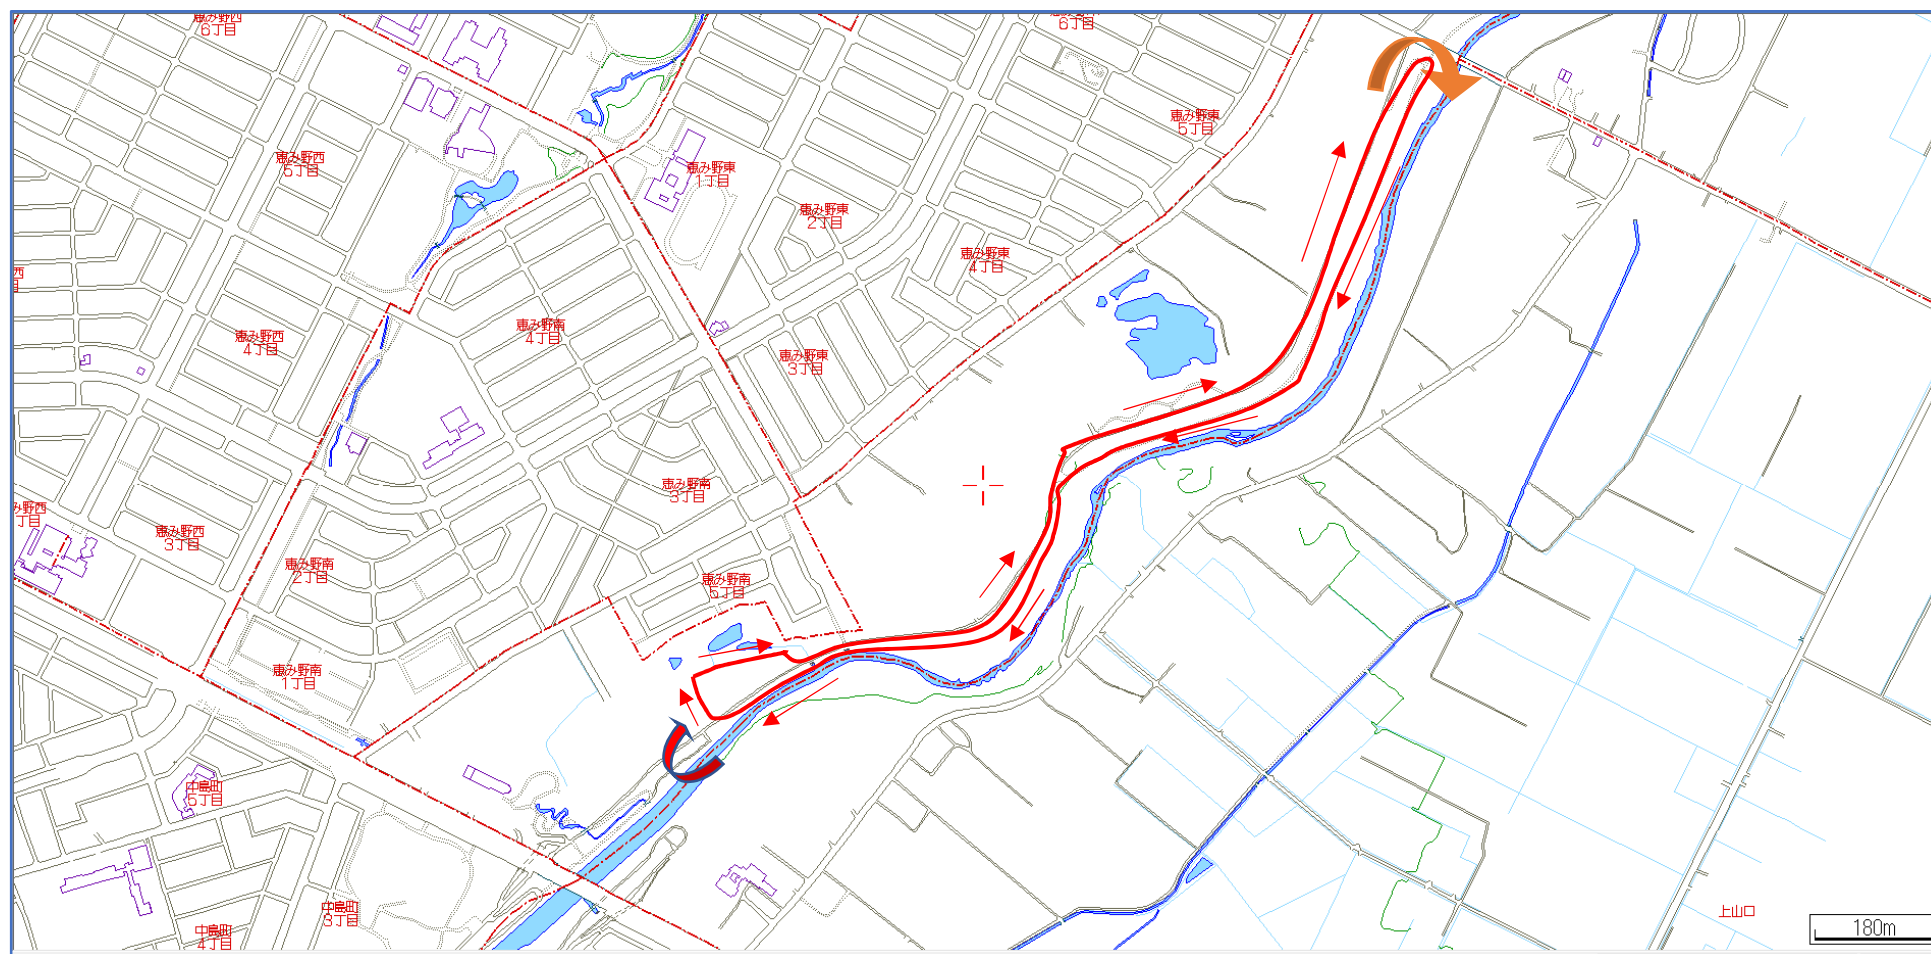 恵み野西
6丁目
6丁目
恵み野東
5丁目
恵み野西
5丁目
恵み野東
1丁目
恵み野東
2丁目
恵み野東
4丁目
西
恵み野西
4丁目
恵み野南
4丁目
恵み野東
3丁目
恵み野南
3丁目
み野西
丁目
恵み野西
3丁目
恵み野南
2丁目
恵み野南
5丁目
恵み野南
1丁目
中島町
5丁目
中島町
3丁目
中島町
4丁目
上山口
180m